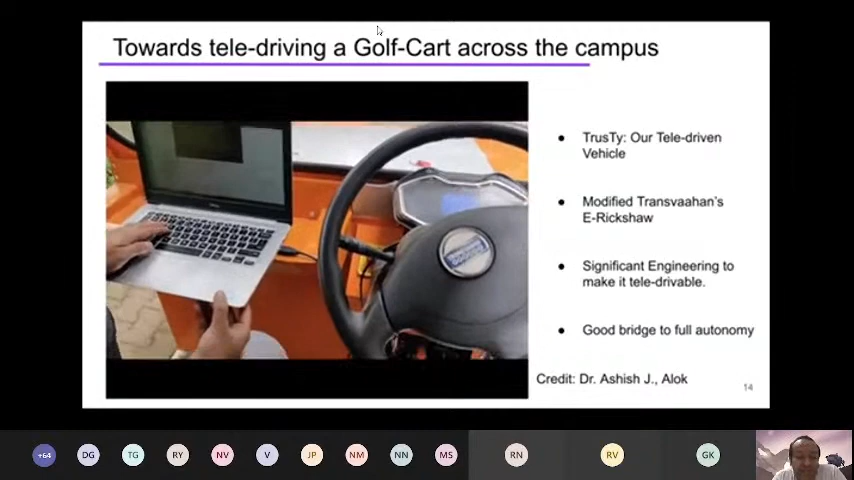 Towards tele-driving a Golf-Cart across the campus
TrusTy: Our Tele-driven
Vehicle
Modified Transvaahan's
E-Rickshaw
Significant Engineering to
make it tele-drivable.
Good bridge to full autonomy
Credit: Dr. Ashish J., Alok
14
+64
DG
TG
RY
NV
V
JP
NM
NN
MS
RN
RV
GK